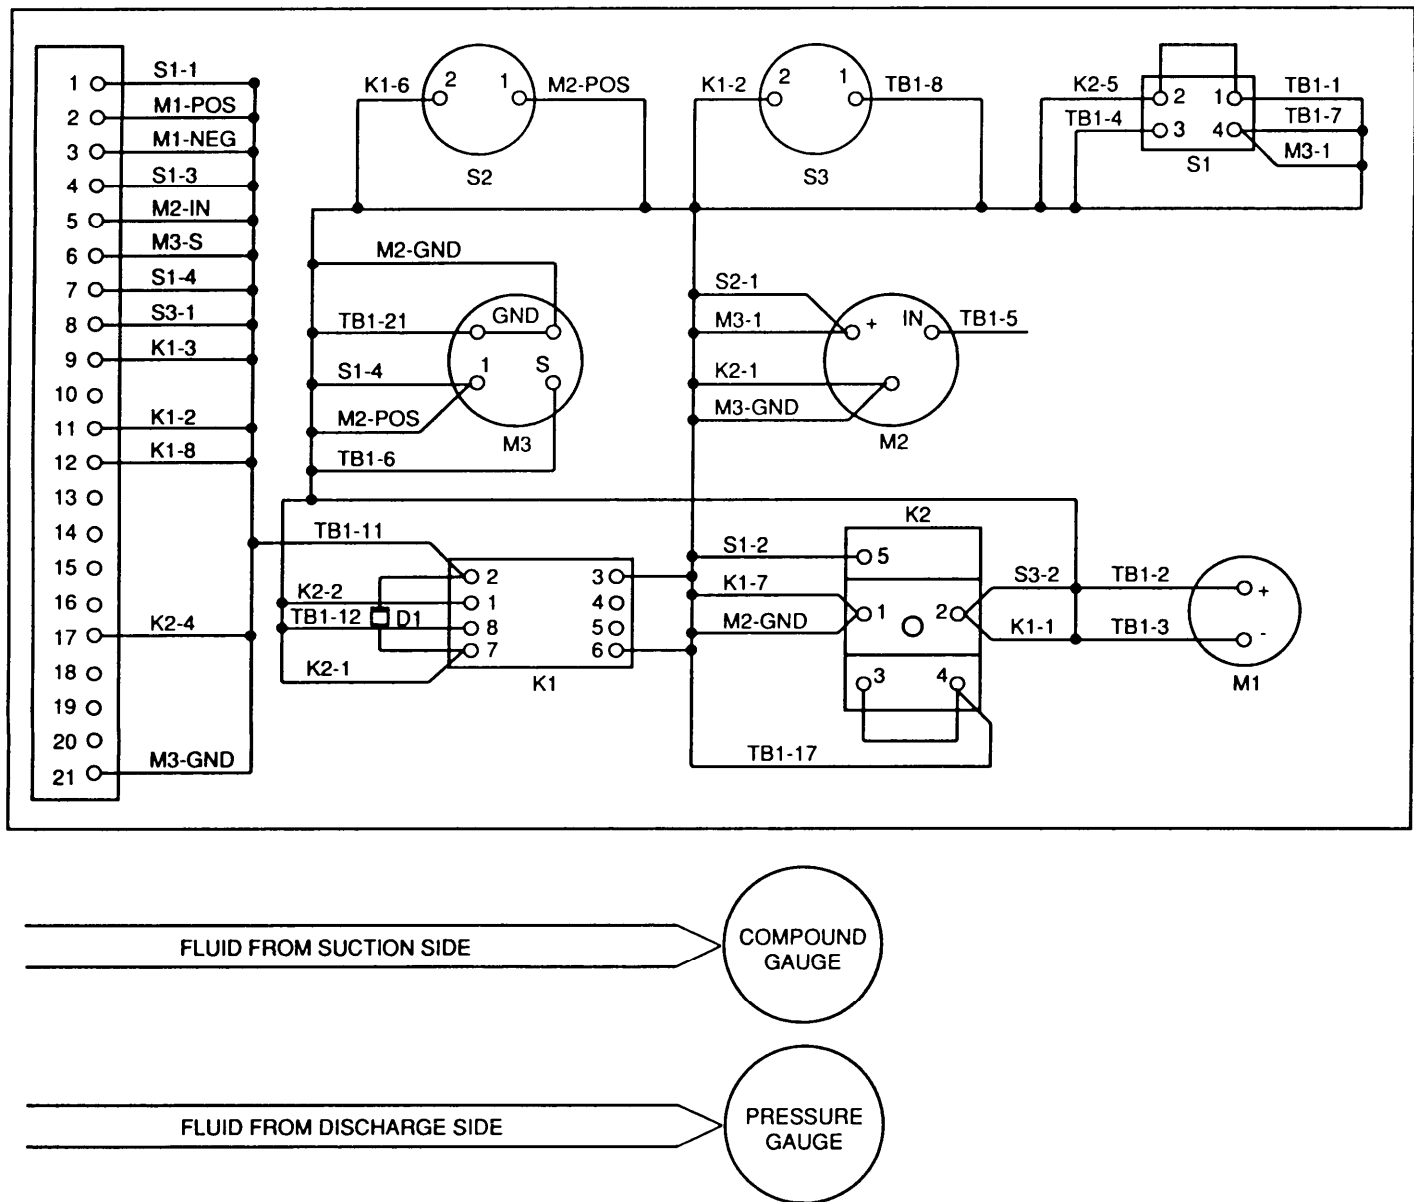 1 S1-1
2 M1-POS
3 M1-NEG
4 S1-3
5 M2-IN
6 M3-S
7 S1-4
8 S3-1
9 K1-3
10
11 K1-2
12 K1-8
13
14
15
16
17 K2-4
18
19
20
21 M3-GND
K1-6 2 1 M2-POS
S2
K1-2 2 1 TB1-8
S3
K2-5 2 1 TB1-1
TB1-4 3 4 TB1-7
M3-1
S1
M2-GND
TB1-21 GND
S1-4 1 S
M2-POS
M3
TB1-6
S2-1
M3-1 + IN TB1-5
K2-1
M3-GND
M2
TB1-11
2 3
K2-2 1 4
TB1-12 D1 8 5
7 6
K2-1
K1
K2
S1-2 5
K1-7 S3-2
1 2
M2-GND K1-1
3 4
TB1-17
TB1-2 +
TB1-3 -
M1
FLUID FROM SUCTION SIDE
COMPOUND
GAUGE
FLUID FROM DISCHARGE SIDE
PRESSURE
GAUGE